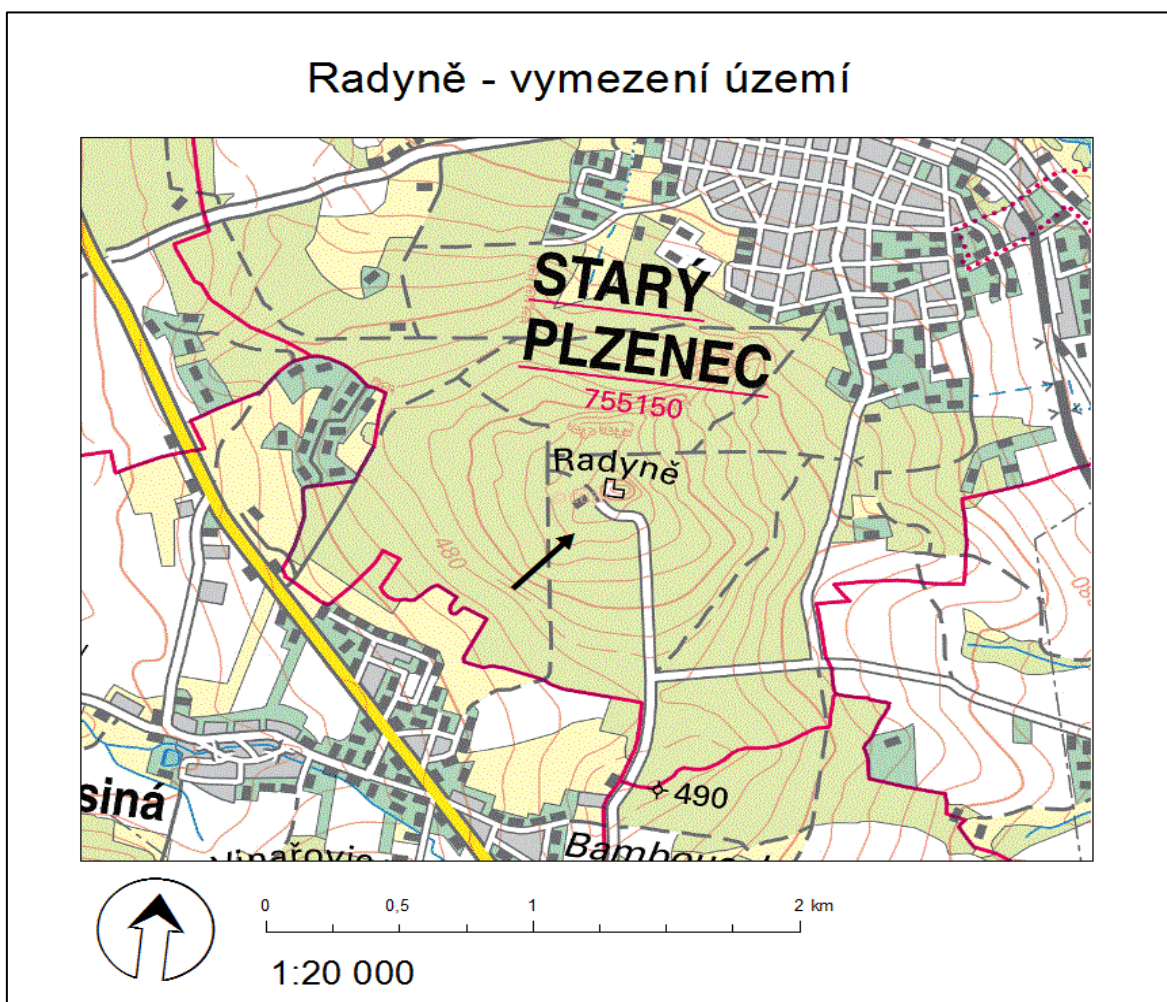 Radyně - vymezení území
STARÝ
PLZENEC
755150
Radyně
480
490
siná
0 0,5 1 2 km
1:20 000